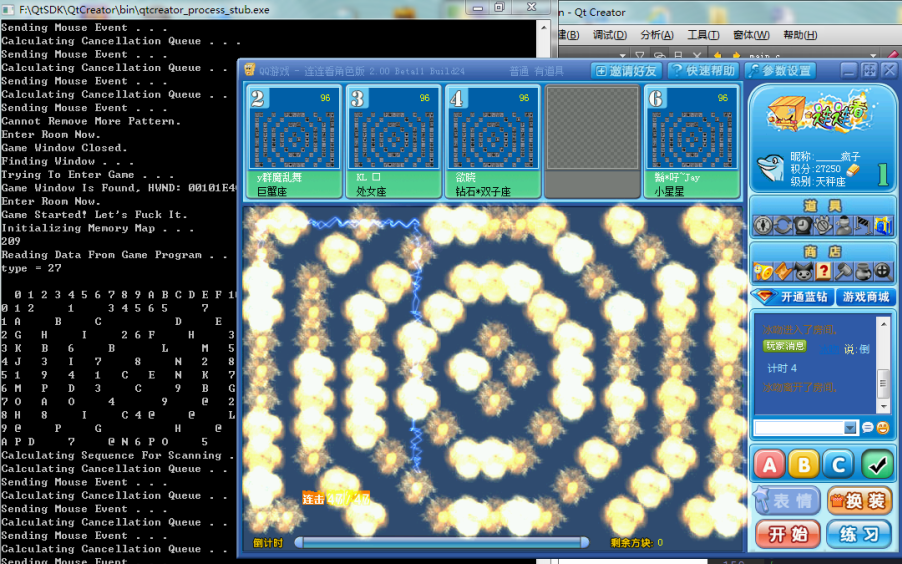 F:\QtSDK\QtCreator\bin\qtcreator_process_stub.exe
n - Qt Creator
建(B) 调试(D) 分析(A) 工具(T) 窗体(W) 帮助(H)
Sending Mouse Event . . .
Calculating Cancellation Queue . . .
Sending Mouse Event . . .
Calculating Cancellation Queue . .
Sending Mouse Event . . .
Calculating Cancellation Queue . .
Sending Mouse Event . . .
Cannot Remove More Pattern.
Enter Room Now.
Game Window Closed.
Finding Window . . .
Trying To Enter Game . . .
Game Window Is Found, HWND: 00101E4
Enter Room Now.
Game Started! Let's Fuck It.
Initializing Memory Map . . .
209
Reading Data From Game Program . .
type = 27
0 1 2 3 4 5 6 7 8 9 A B C D E F 1
0 1 2 1 3 4 5 6 5 7
1 A B C D E
2 G H I 2 6 F H 3
3 K B B 6 B L M 5
4 J 3 I 7 8 N 2 8
5 1 9 4 1 C E N K 7
6 M P D 3 C 9 B G
7 O A O 4 9 @ 2
8 H 8 I C 4 @ @ L
9 @ P G H @
A P D 7 @ N 6 P O 5
Calculating Sequence For Scanning .
Calculating Cancellation Queue . .
Sending Mouse Event . . .
Calculating Cancellation Queue . .
Sending Mouse Event . . .
Calculating Cancellation Queue . .
Sending Mouse Event . . .
Calculating Cancellation Queue . .
Sending Mouse Event
QQ游戏 - 连连看角色版 2.00 Beta11 Build24 普通 有道具
邀请好友 快速帮助 参数设置
2 96
y群魔乱舞
巨蟹座
3 96
XL 口
处女座
4 96
欲晓
钻石*双子座
6 96
小星星
连连看
昵称:_____疯子
积分:27250
级别:天秤座
1
道 具
商 店
开通蓝钻 游戏商城
进入了房间。
玩家消息 说:倒
计时 4
离开了房间。
A B C
表情 换装
开始 练习
连击
倒计时 剩余方块: 0